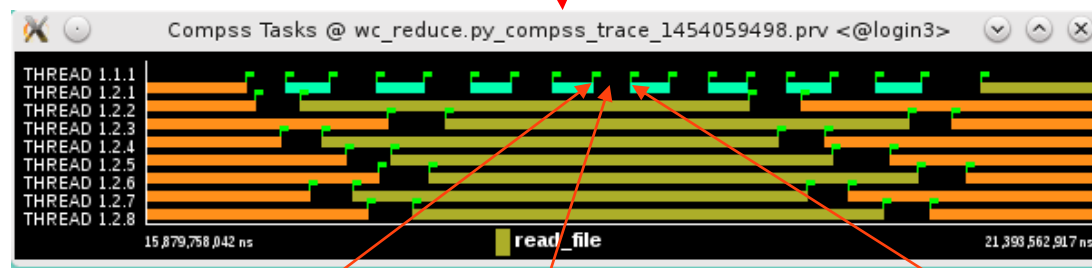 Compss Tasks @ wc_reduce.py_compss_trace_1454059498.prv <@login3>
THREAD 1.1.1
THREAD 1.2.1
THREAD 1.2.2
THREAD 1.2.3
THREAD 1.2.4
THREAD 1.2.5
THREAD 1.2.6
THREAD 1.2.7
THREAD 1.2.8
15,879,758,042 ns read_file 21,393,562,917 ns